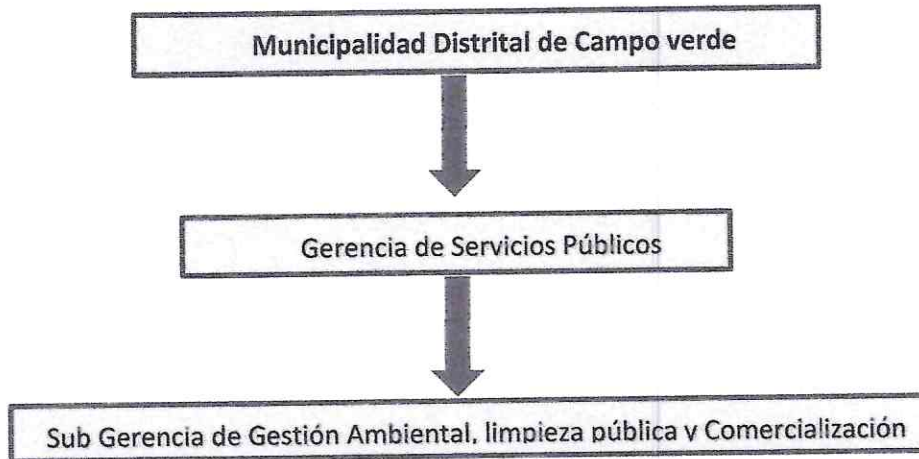 Municipalidad Distrital de Campo verde
Gerencia de Servicios Públicos
Sub Gerencia de Gestión Ambiental, limpieza pública y Comercialización